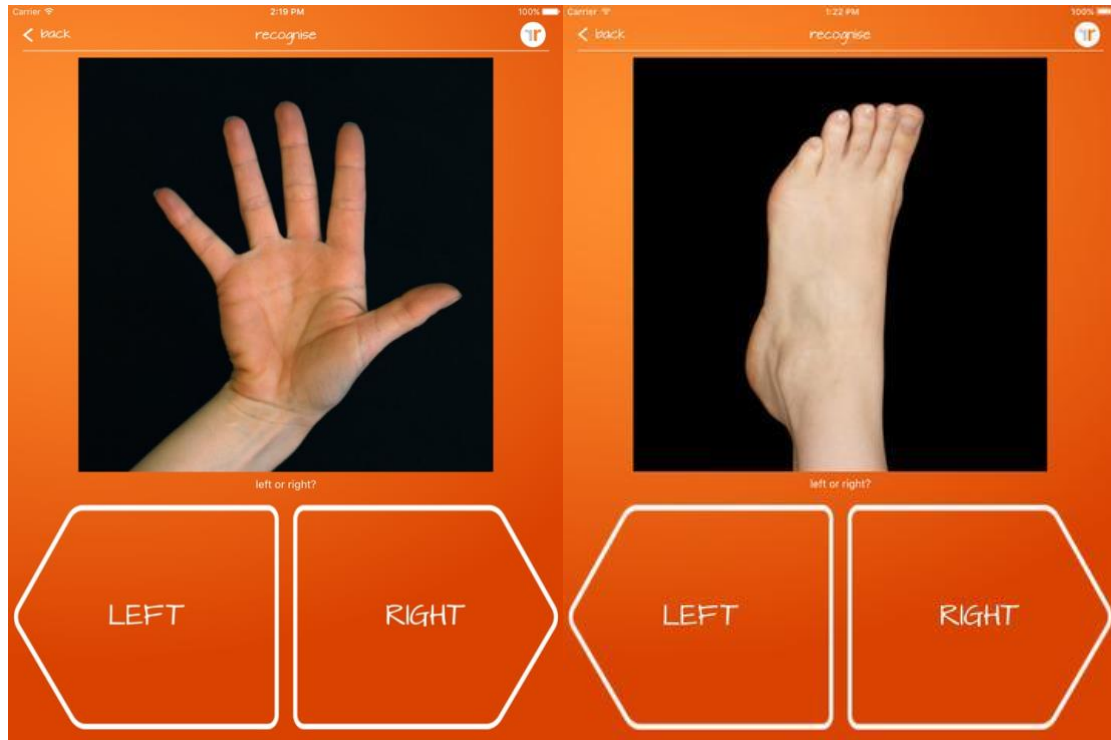 Carrier 2:19 PM 100%
back recognise r
left or right?
LEFT RIGHT
Carrier 1:22 PM 100%
back recognise r
left or right?
LEFT RIGHT